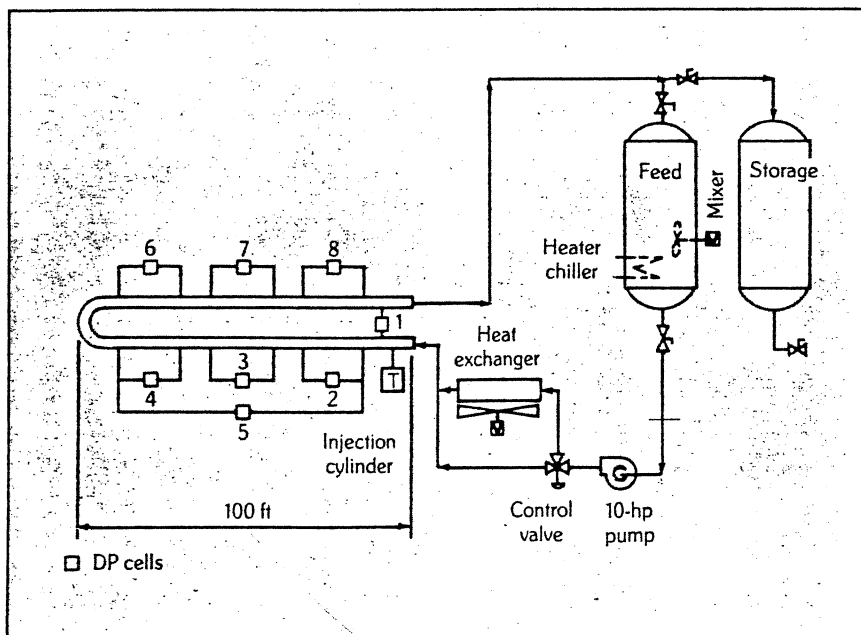 Feed
Storage
Mixer
Heater
chiller
6
7
8
1
Heat
exchanger
3
4
2
T
5
Injection
cylinder
G
Control
valve
10-hp
pump
100 ft
DP cells